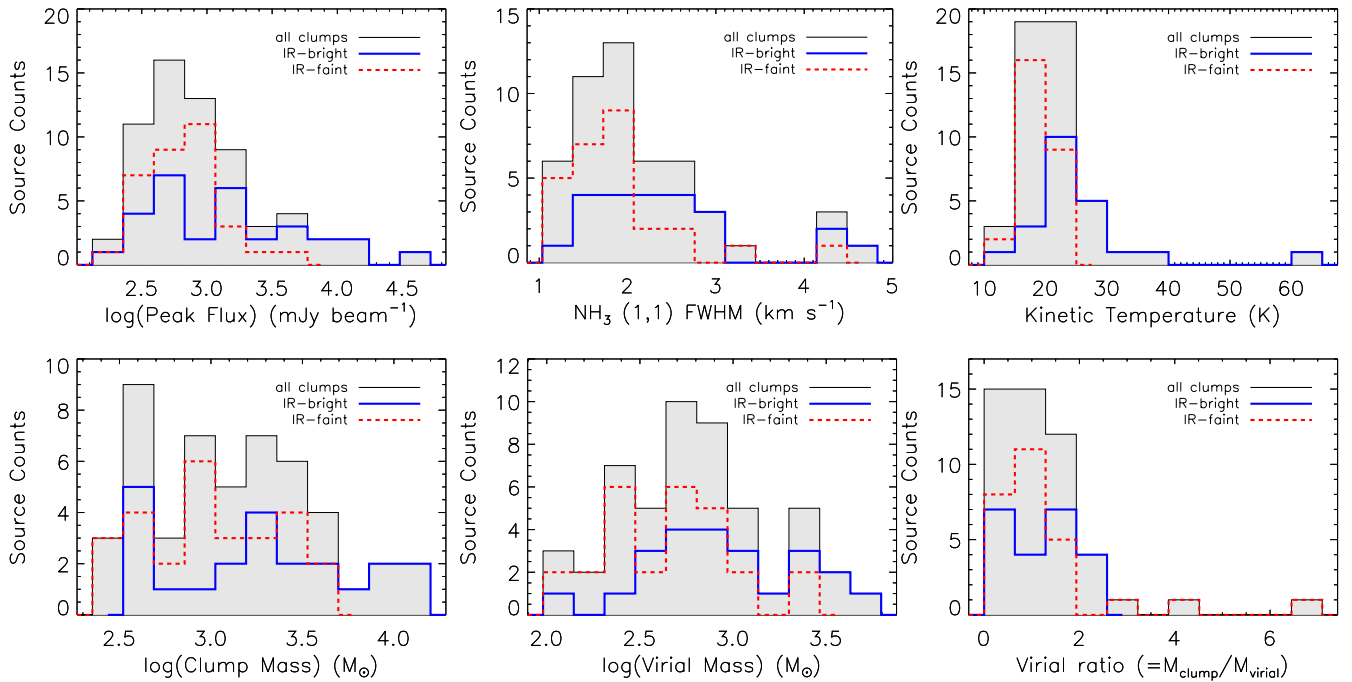 20
15
10
5
0
Source Counts
all clumps
IR-bright
IR-faint
2.5 3.0 3.5 4.0 4.5
log(Peak Flux) (mJy beam⁻¹)
15
10
5
0
Source Counts
all clumps
IR-bright
IR-faint
1 2 3 4 5
NH₃ (1,1) FWHM (km s⁻¹)
20
15
10
5
0
Source Counts
all clumps
IR-bright
IR-faint
10 20 30 40 50 60
Kinetic Temperature (K)
10
8
6
4
2
0
Source Counts
all clumps
IR-bright
IR-faint
2.5 3.0 3.5 4.0
log(Clump Mass) (M⊙)
12
10
8
6
4
2
0
Source Counts
all clumps
IR-bright
IR-faint
2.0 2.5 3.0 3.5
log(Virial Mass) (M⊙)
15
10
5
0
Source Counts
all clumps
IR-bright
IR-faint
0 2 4 6
Virial ratio (=M_clump/M_virial)